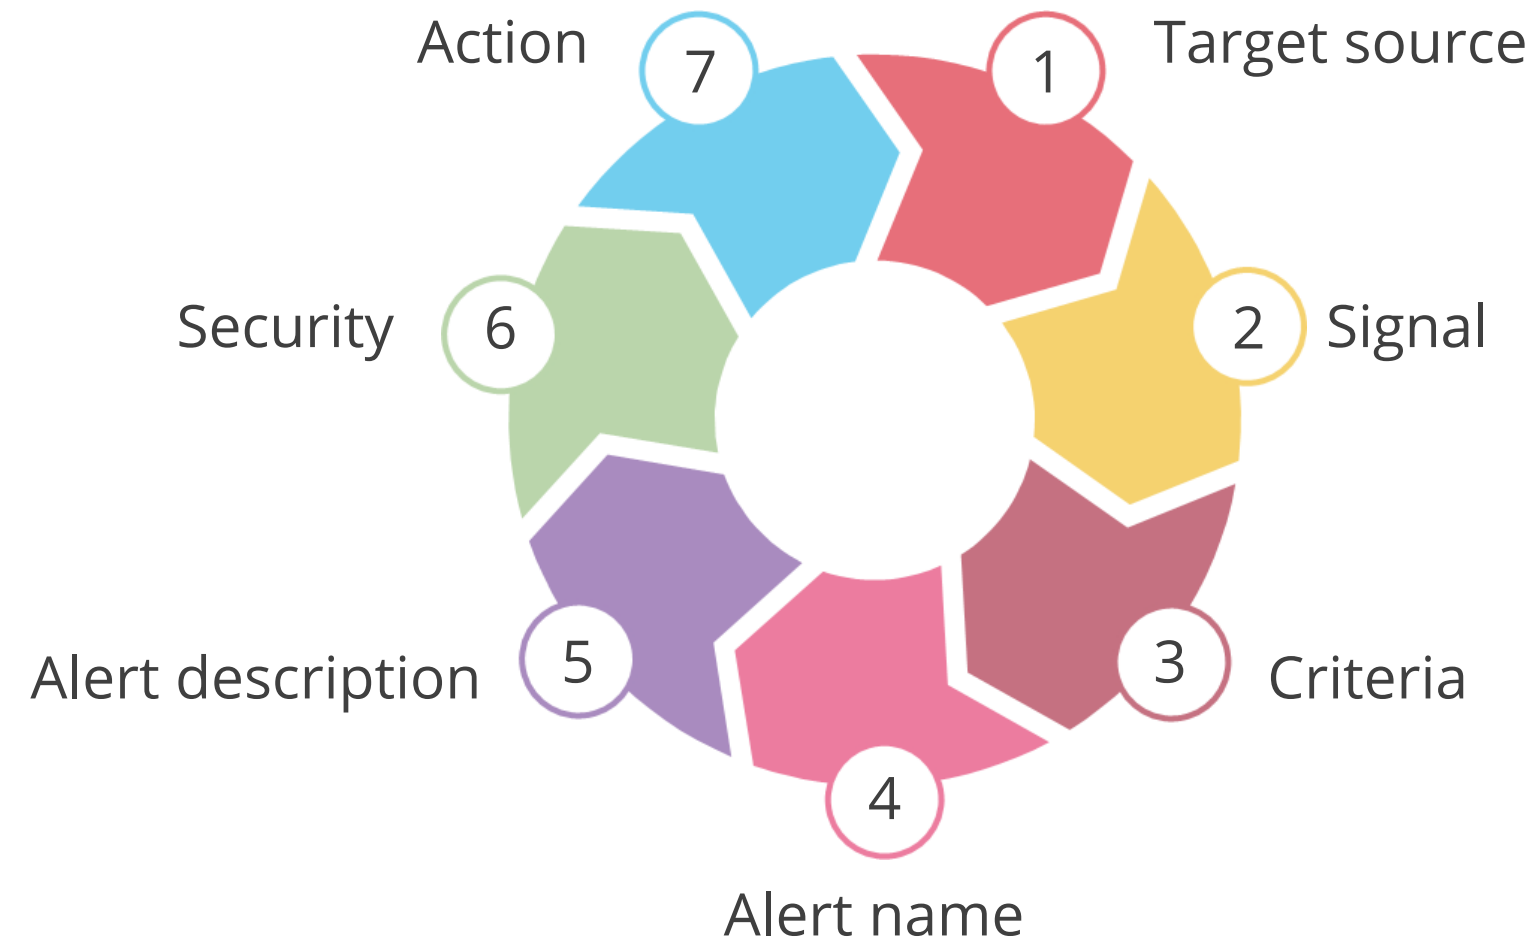 1 Target source
2 Signal
3 Criteria
4
Alert name
5 Alert description
6 Security
7 Action